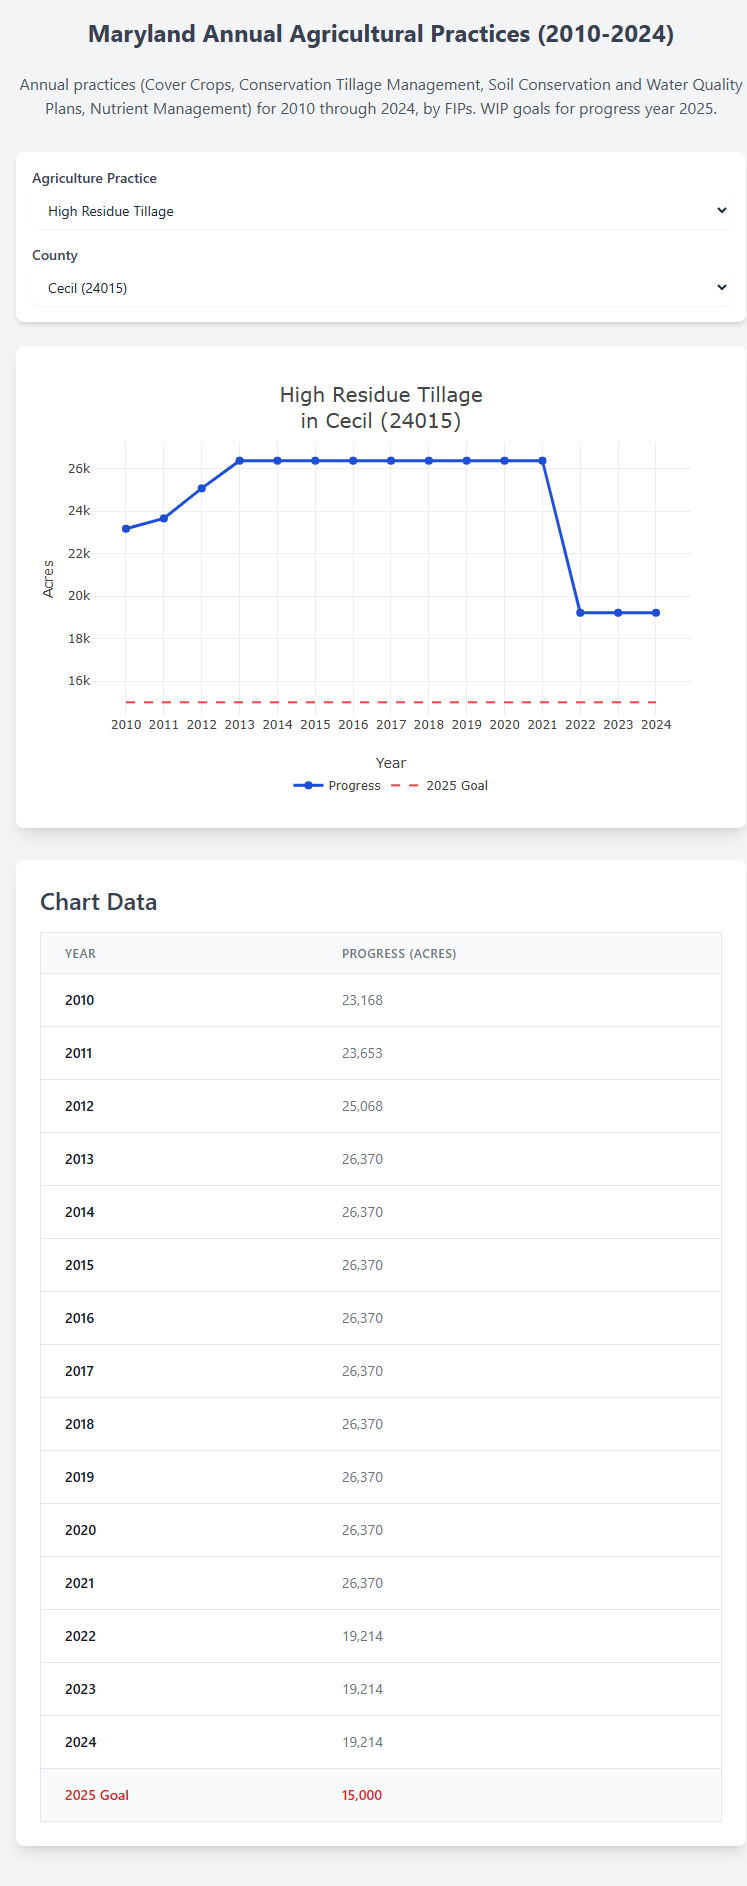 Maryland Annual Agricultural Practices (2010-2024)
Annual practices (Cover Crops, Conservation Tillage Management, Soil Conservation and Water Quality
Plans, Nutrient Management) for 2010 through 2024, by FIPs. WIP goals for progress year 2025.
Agriculture Practice
High Residue Tillage
County
Cecil (24015)
High Residue Tillage
in Cecil (24015)
26k
24k
22k
20k
18k
16k
Acres
2010 2011 2012 2013 2014 2015 2016 2017 2018 2019 2020 2021 2022 2023 2024
Year
Progress 2025 Goal
Chart Data
YEAR PROGRESS (ACRES)
2010 23,168
2011 23,653
2012 25,068
2013 26,370
2014 26,370
2015 26,370
2016 26,370
2017 26,370
2018 26,370
2019 26,370
2020 26,370
2021 26,370
2022 19,214
2023 19,214
2024 19,214
2025 Goal 15,000